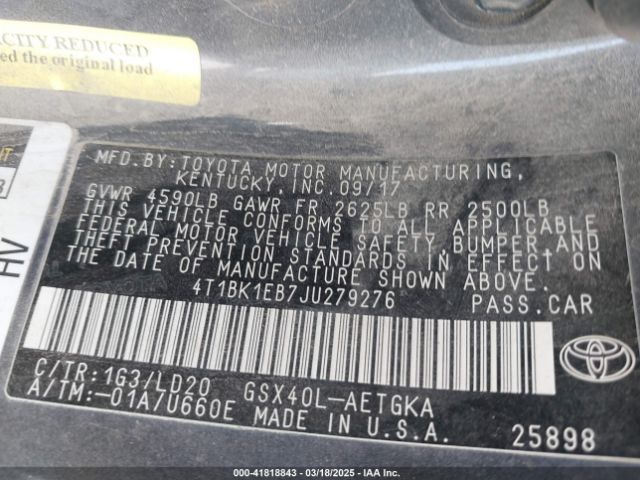 CITY REDUCED
ed the original load
HV
MFD.BY:TOYOTA MOTOR MANUFACTURING,
KENTUCKY,INC.09/17
GVWR 4590LB GAWR FR 2625LB RR 2500LB
THIS VEHICLE CONFORMS TO ALL APPLICABLE
FEDERAL MOTOR VEHICLE SAFETY,BUMPER,AND
THEFT PREVENTION STANDARDS IN EFFECT ON
THE DATE OF MANUFACTURE SHOWN ABOVE.
4T1BK1EB7JU279276 PASS.CAR
C/TR:1G3/LD20 GSX40L-AETGKA
A/TM:-01A/U660E MADE IN U.S.A.
25898
TOYOTA
000-41818843 — 03/18/2025 — IAA Inc.